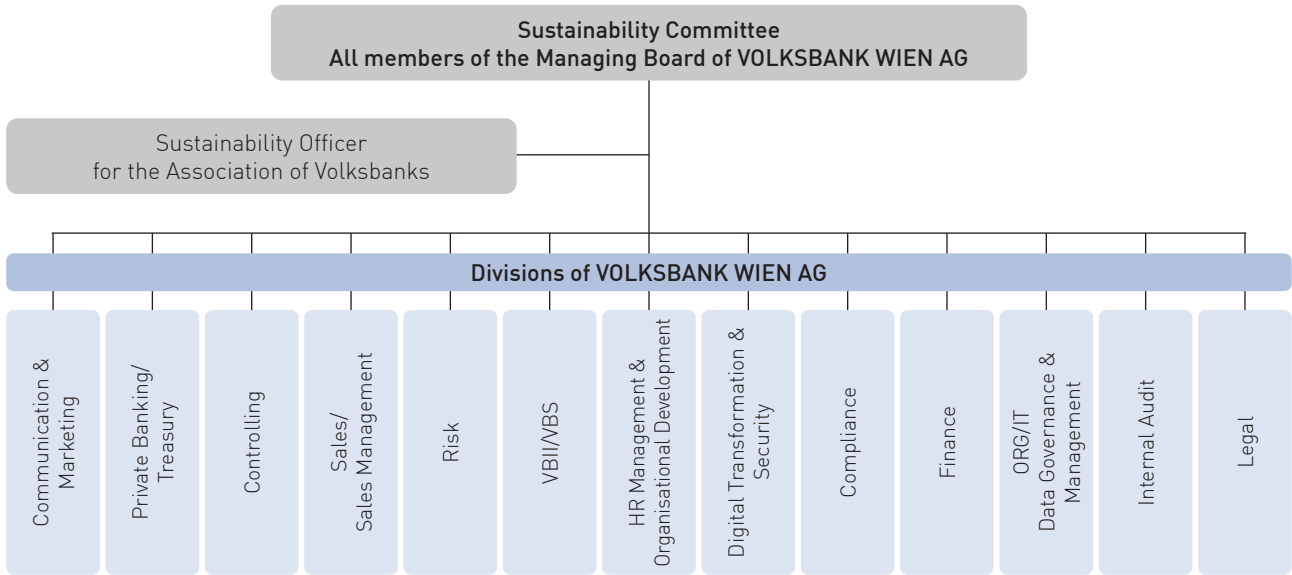 Sustainability Committee
All members of the Managing Board of VOLKSBANK WIEN AG
Sustainability Officer
for the Association of Volksbanks
Divisions of VOLKSBANK WIEN AG
Communication &
Marketing
Private Banking/
Treasury
Controlling
Sales/
Sales Management
Risk
VBII/VBS
HR Management &
Organisational Development
Digital Transformation &
Security
Compliance
Finance
ORG/IT
Data Governance &
Management
Internal Audit
Legal